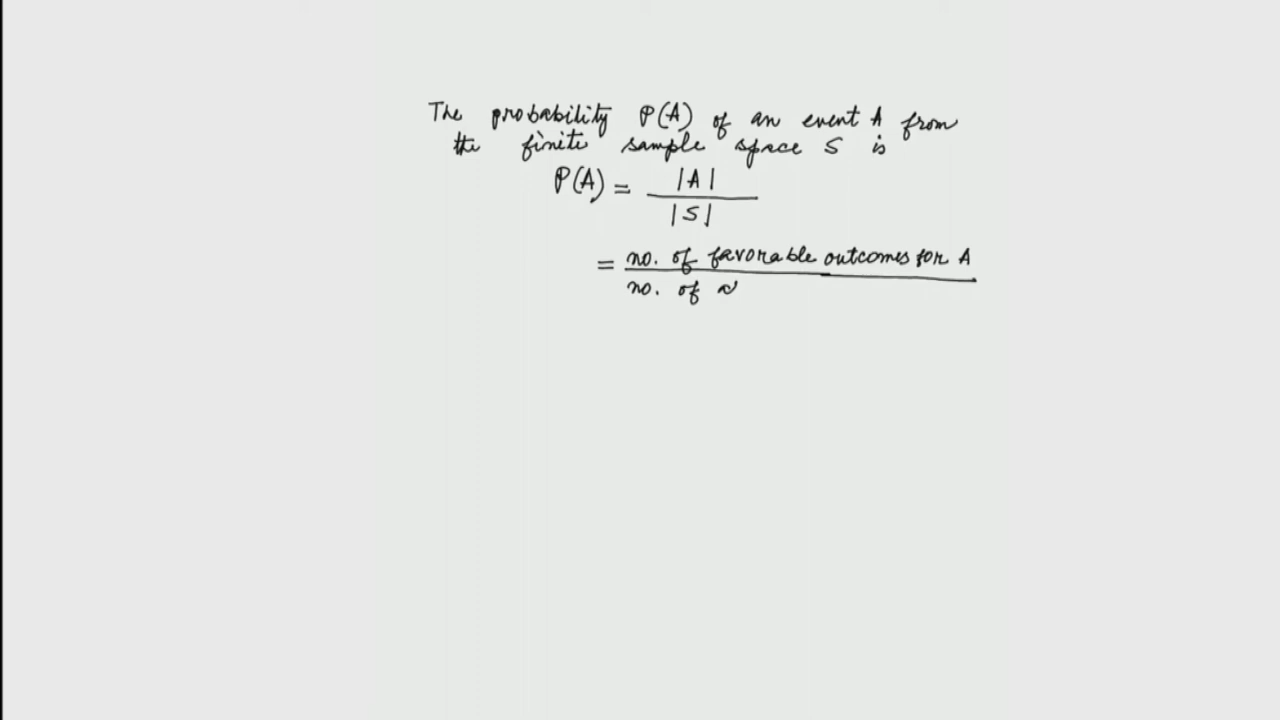 The probability P(A) of an event A from
the finite sample space S is
P(A) = |A| / |S|
= no. of favorable outcomes for A
no. of